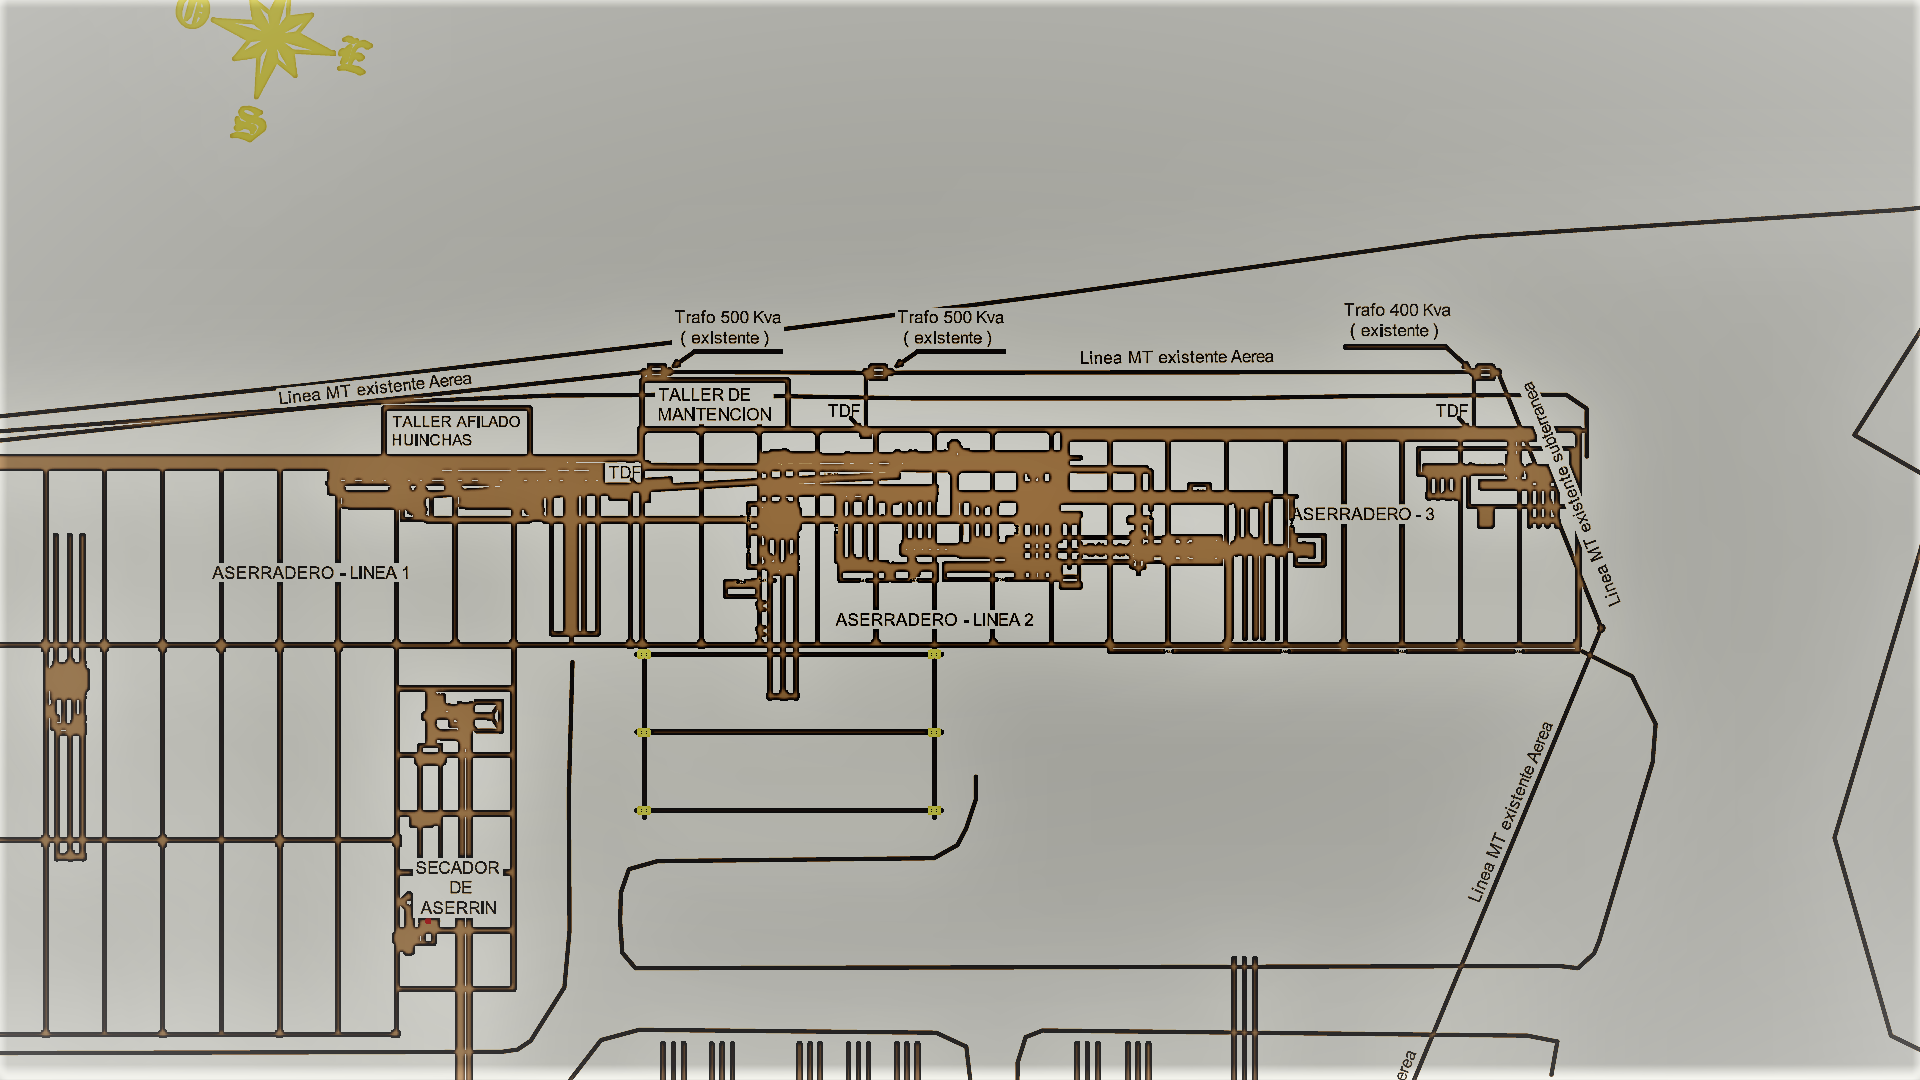 O
E
S
Trafo 500 Kva
( existente )
Trafo 500 Kva
( existente )
Trafo 400 Kva
( existente )
Linea MT existente Aerea
Linea MT existente Aerea
TALLER DE
MANTENCION
TDF
TDF
TALLER AFILADO
HUINCHAS
TDF
Linea MT existente subterranea
ASERRADERO - 3
ASERRADERO - LINEA 1
ASERRADERO - LINEA 2
Linea MT existente Aerea
SECADOR
DE
ASERRIN